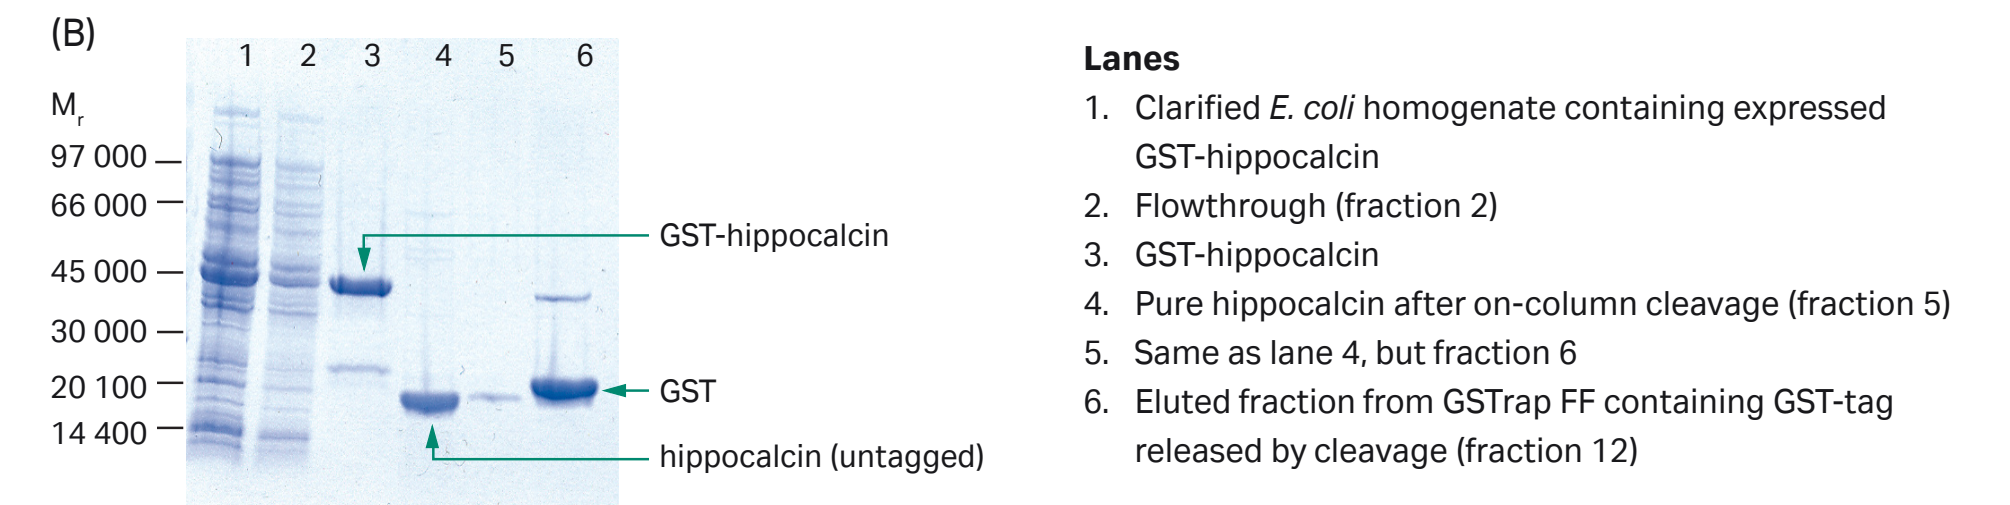 (B)
1 2 3 4 5 6
Mr
97 000
66 000
45 000
30 000
20 100
14 400
GST-hippocalcin
GST
hippocalcin (untagged)
Lanes
1. Clarified E. coli homogenate containing expressed
GST-hippocalcin
2. Flowthrough (fraction 2)
3. GST-hippocalcin
4. Pure hippocalcin after on-column cleavage (fraction 5)
5. Same as lane 4, but fraction 6
6. Eluted fraction from GSTrap FF containing GST-tag
released by cleavage (fraction 12)